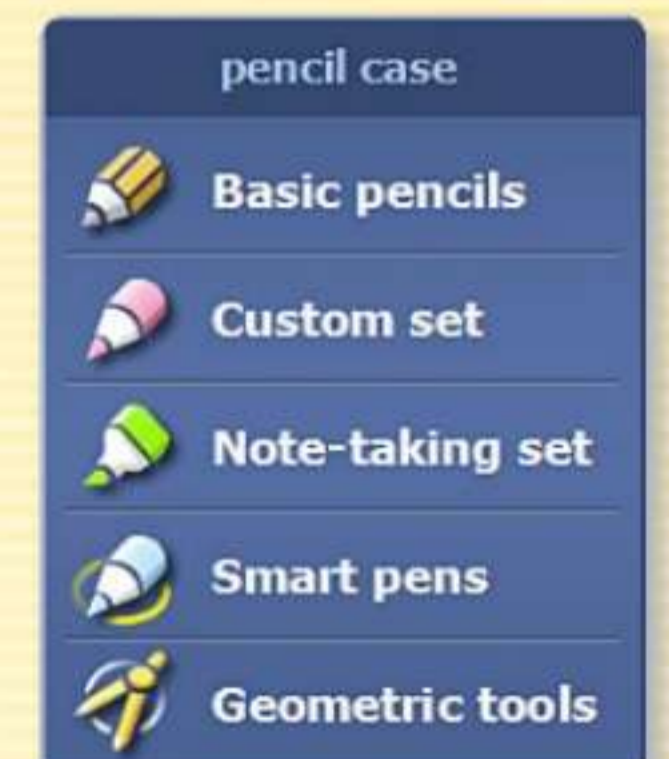 pencil case
Basic pencils
Custom set
Note-taking set
Smart pens
Geometric tools